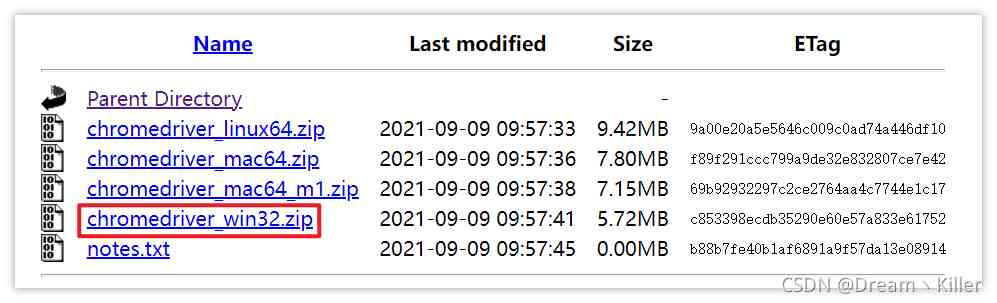 Name Last modified Size ETag
Parent Directory -
chromedriver_linux64.zip 2021-09-09 09:57:33 9.42MB 9a00e20a5e5646c009c0ad74a446df10
chromedriver_mac64.zip 2021-09-09 09:57:36 7.80MB f89f291ccc799a9de32e832807ce7e42
chromedriver_mac64_m1.zip 2021-09-09 09:57:38 7.15MB 69b92932297c2ce2764aa4c7744e1c17
chromedriver_win32.zip 2021-09-09 09:57:41 5.72MB c853398ecdb35290e60e57a833e61752
notes.txt 2021-09-09 09:57:45 0.00MB b88b7fe40b1af6891a9f57da13e08914
CSDN @Dream丶Killer